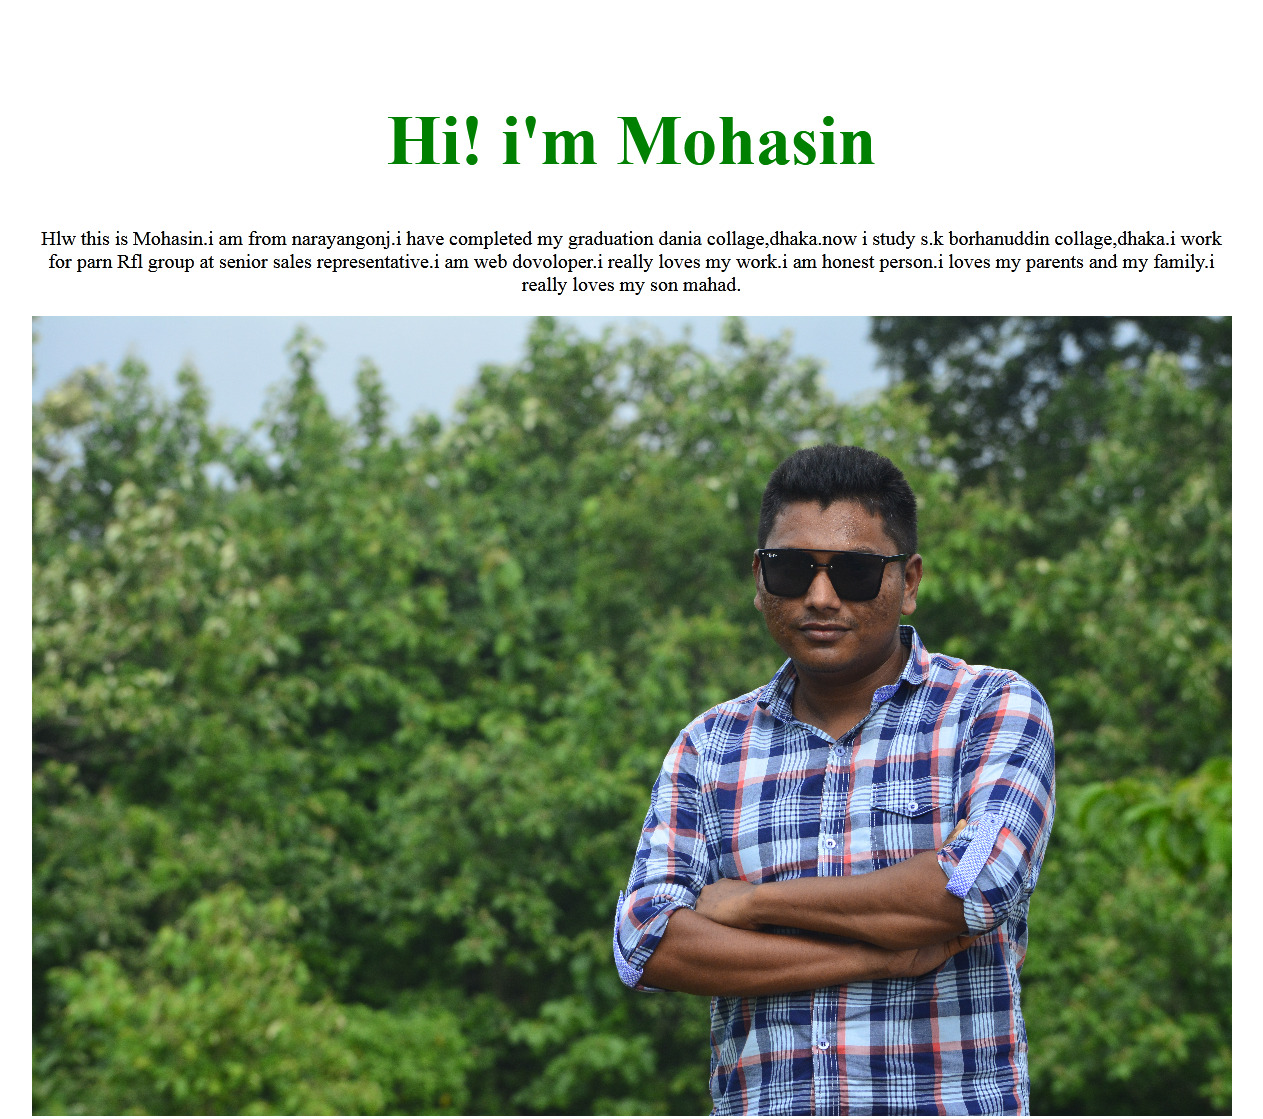 Hi! i'm Mohasin
Hlw this is Mohasin.i am from narayangonj.i have completed my graduation dania collage,dhaka.now i study s.k borhanuddin collage,dhaka.i work
for parn Rfl group at senior sales representative.i am web dovoloper.i really loves my work.i am honest person.i loves my parents and my family.i
really loves my son mahad.